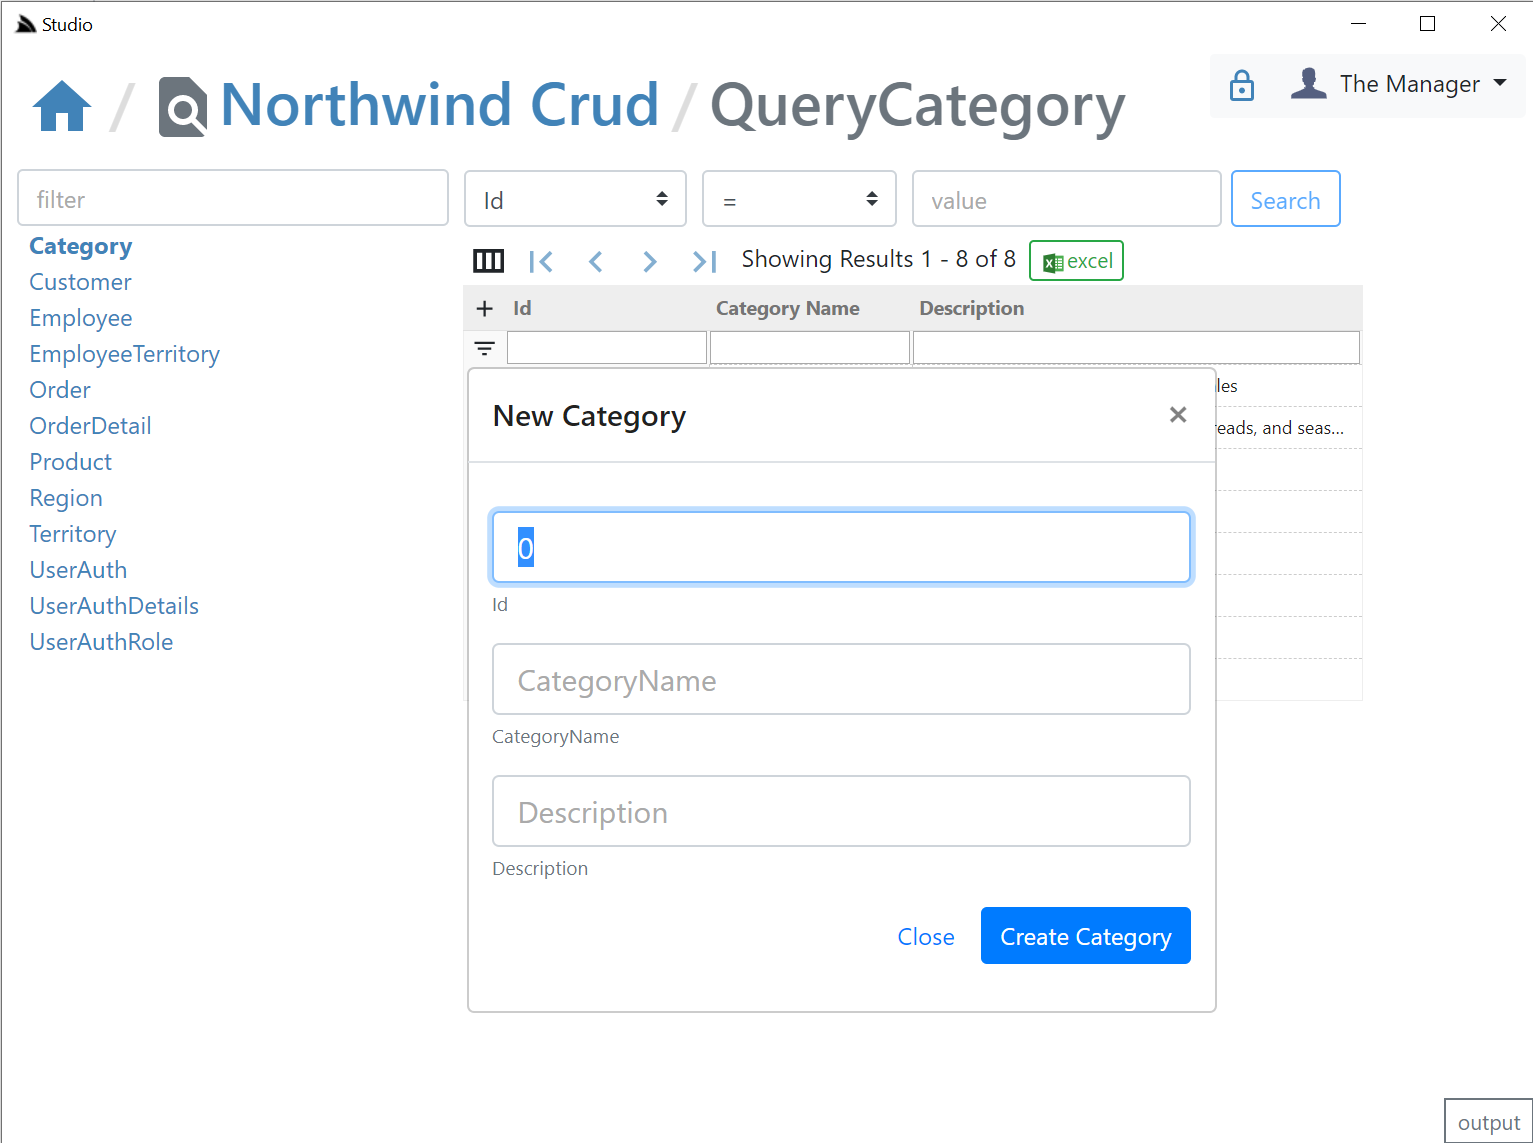 Studio
/ Northwind Crud / QueryCategory
The Manager
filter
Id
=
value
Search
Category
Customer
Employee
EmployeeTerritory
Order
OrderDetail
Product
Region
Territory
UserAuth
UserAuthDetails
UserAuthRole
Showing Results 1 - 8 of 8
excel
+ Id Category Name Description
and seas...
New Category ×
0
Id
CategoryName
CategoryName
Description
Description
Close
Create Category
output